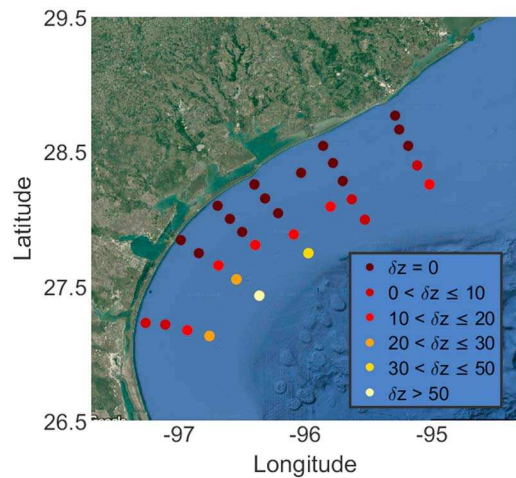 29.5
28.5
27.5
26.5
Latitude
-97
-96
-95
Longitude
δz = 0
0 < δz ≤ 10
10 < δz ≤ 20
20 < δz ≤ 30
30 < δz ≤ 50
δz > 50